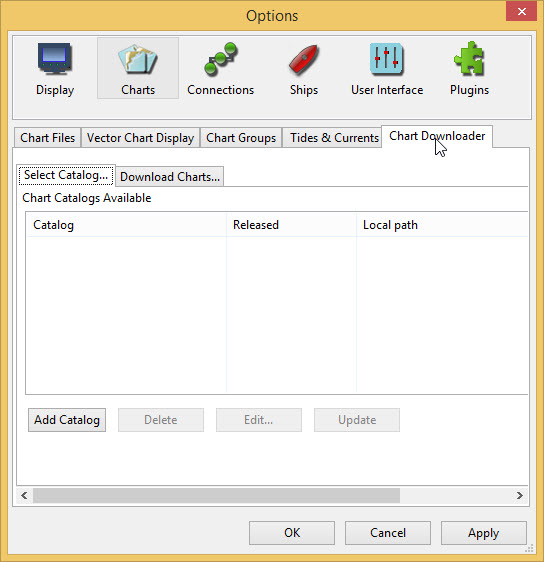 Options
Display Charts Connections Ships User Interface Plugins
Chart Files Vector Chart Display Chart Groups Tides & Currents Chart Downloader
Select Catalog... Download Charts...
Chart Catalogs Available
Catalog Released Local path
Add Catalog Delete Edit... Update
OK Cancel Apply